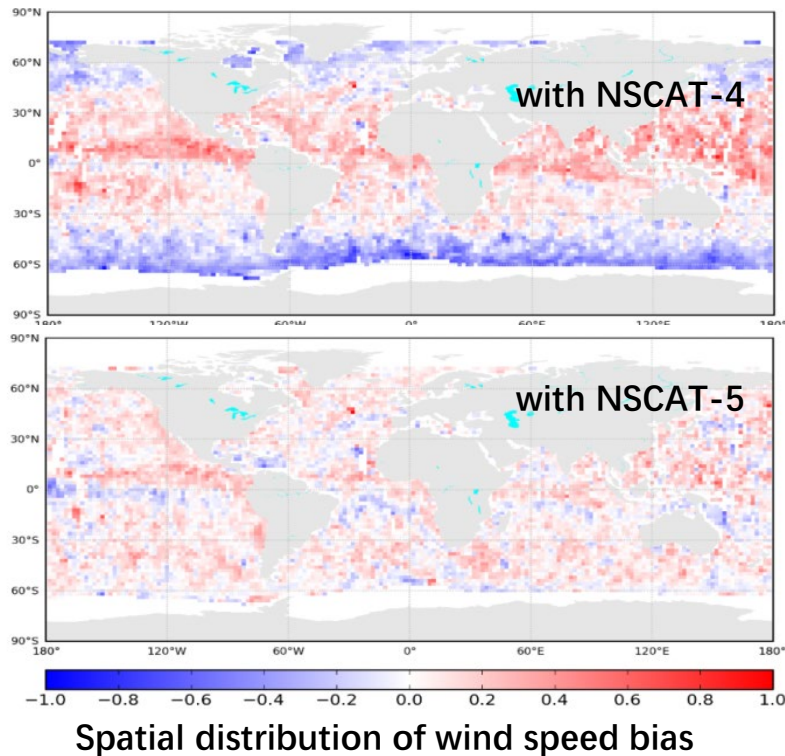 90°N
60°N
with NSCAT-4
30°N
0°
30°S
60°S
90°S
180° 120°W 60°W 0° 60°E 120°E 180°
90°N
60°N
with NSCAT-5
30°N
0°
30°S
60°S
90°S
180° 120°W 60°W 0° 60°E 120°E 180°
−1.0 −0.8 −0.6 −0.4 −0.2 0.0 0.2 0.4 0.6 0.8 1.0
Spatial distribution of wind speed bias